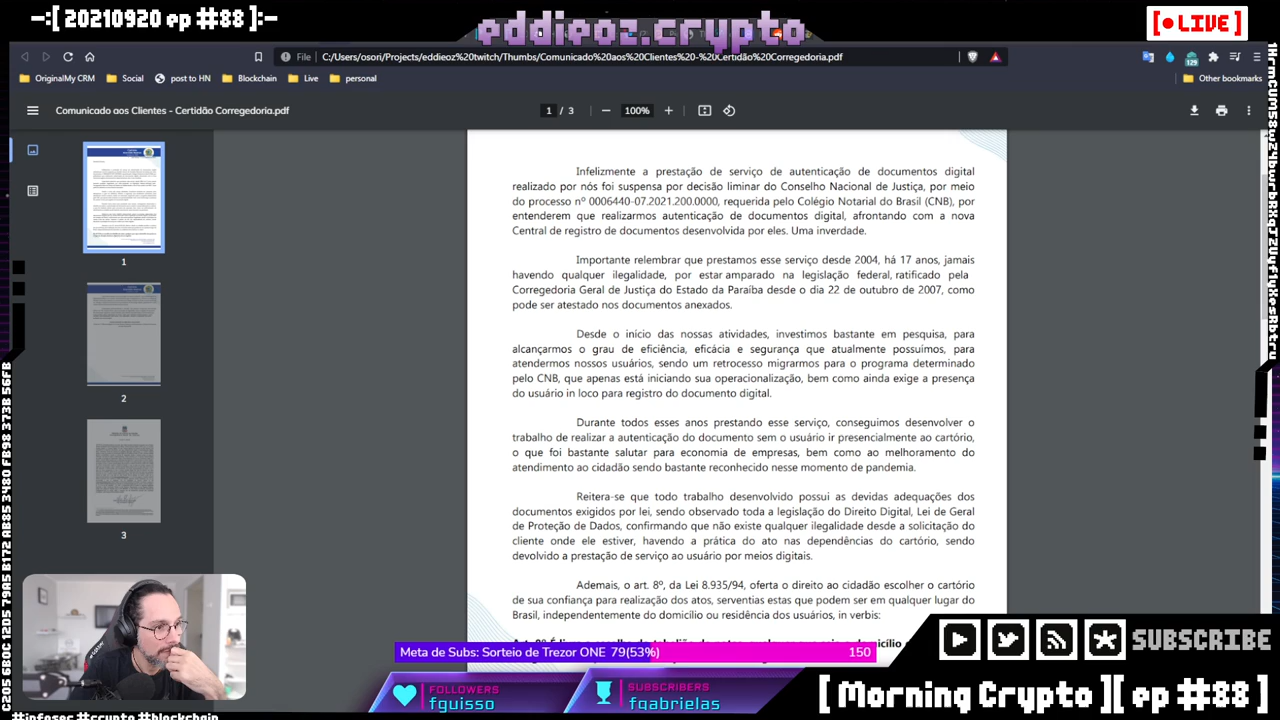 ~:[ 20210920 ep #88 ]:~
eddieoz.crypto
[● LIVE]
File
C:/Users/osori/Projects/eddieoz%20twitch/Thumbs/Comunicado%20aos%20Clientes%20-%20Certidão%20Corregedoria.pdf
129
OriginalMy CRM
Social
post to HN
Blockchain
Live
personal
Other bookmarks
Comunicado aos Clientes - Certidão Corregedoria.pdf
1 / 3
100%
1
2
3
Infelizmente a prestação de serviço de autenticação de documentos digital
realizado por nós foi suspensa por decisão liminar do Conselho Nacional de Justiça, por meio
do processo nº 0006440-07.2021.200.0000, requerida pelo Colégio Notarial do Brasil (CNB), por
entenderem que realizarmos autenticação de documentos digital, afrontando com a nova
Central de registro de documentos desenvolvida por eles. Uma inverdade.
Importante relembrar que prestamos esse serviço desde 2004, há 17 anos, jamais
havendo qualquer ilegalidade, por estar amparado na legislação federal, ratificado pela
Corregedoria Geral de Justiça do Estado da Paraíba desde o dia 22 de outubro de 2007, como
pode ser atestado nos documentos anexados.
Desde o início das nossas atividades, investimos bastante em pesquisa, para
alcançarmos o grau de eficiência, eficácia e segurança que atualmente possuímos, para
atendermos nossos usuários, sendo um retrocesso migrarmos para o programa determinado
pelo CNB, que apenas está iniciando sua operacionalização, bem como ainda exige a presença
do usuário in loco para registro do documento digital.
Durante todos esses anos prestando esse serviço, conseguimos desenvolver o
trabalho de realizar a autenticação do documento sem o usuário ir presencialmente ao cartório,
o que foi bastante salutar para economia de empresas, bem como ao melhoramento do
atendimento ao cidadão sendo bastante reconhecido nesse momento de pandemia.
Reitera-se que todo trabalho desenvolvido possui as devidas adequações dos
documentos exigidos por lei, sendo observado toda a legislação do Direito Digital, Lei de Geral
de Proteção de Dados, confirmando que não existe qualquer ilegalidade desde a solicitação do
cliente onde ele estiver, havendo a prática do ato nas dependências do cartório, sendo
devolvido a prestação de serviço ao usuário por meios digitais.
Ademais, o art. 8º, da Lei 8.935/94, oferta o direito ao cidadão escolher o cartório
de sua confiança para realização dos atos, serventias estas que podem ser em qualquer lugar do
Brasil, independentemente do domicílio ou residência dos usuários, in verbis:
Meta de Subs: Sorteio de Trezor ONE 79(53%)
150
SUBSCRIBE
FOLLOWERS
fguisso
SUBSCRIBERS
fgabrielas
[ Morning Crypto ][ ep #88 ]
#infosec #crypto #blockchain